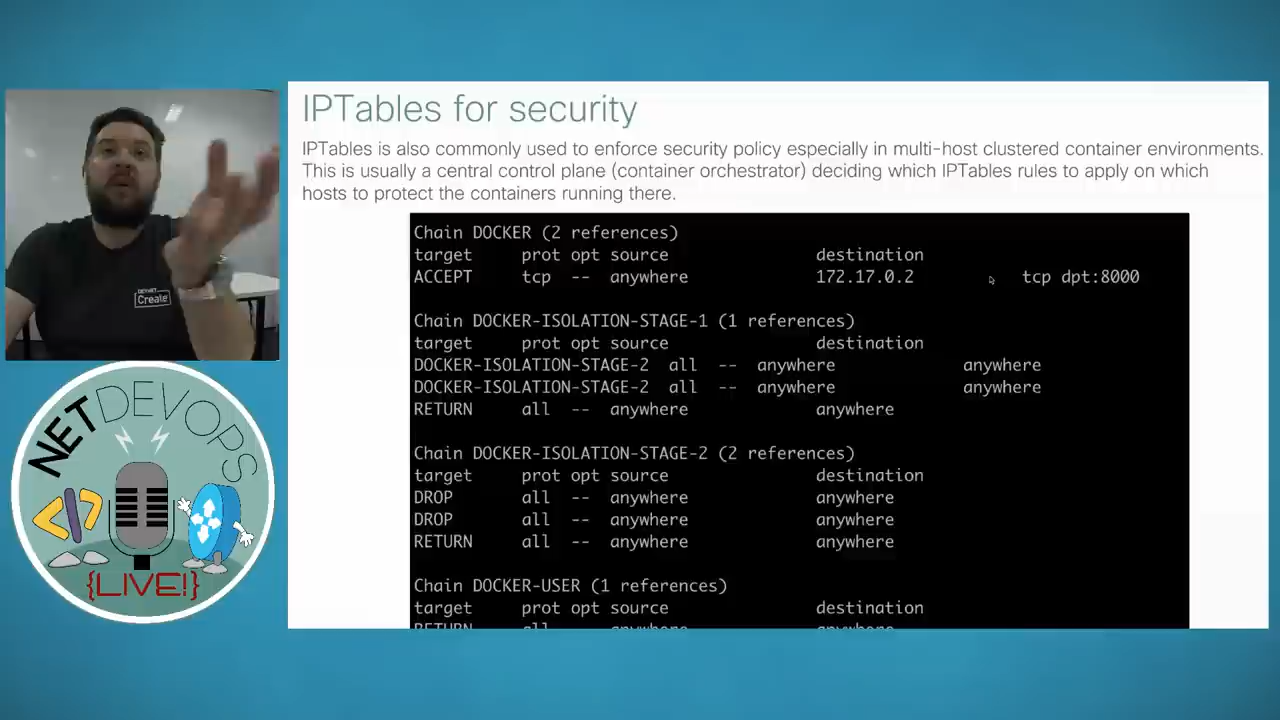 IPTables for security
IPTables is also commonly used to enforce security policy especially in multi-host clustered container environments.
This is usually a central control plane (container orchestrator) deciding which IPTables rules to apply on which
hosts to protect the containers running there.
Chain DOCKER (2 references)
target prot opt source destination
ACCEPT tcp -- anywhere 172.17.0.2 tcp dpt:8000
Chain DOCKER-ISOLATION-STAGE-1 (1 references)
target prot opt source destination
DOCKER-ISOLATION-STAGE-2 all -- anywhere anywhere
DOCKER-ISOLATION-STAGE-2 all -- anywhere anywhere
RETURN all -- anywhere anywhere
Chain DOCKER-ISOLATION-STAGE-2 (2 references)
target prot opt source destination
DROP all -- anywhere anywhere
DROP all -- anywhere anywhere
RETURN all -- anywhere anywhere
Chain DOCKER-USER (1 references)
target prot opt source destination
RETURN all -- anywhere anywhere
Create
NETDEVOPS
</>
{LIVE!}